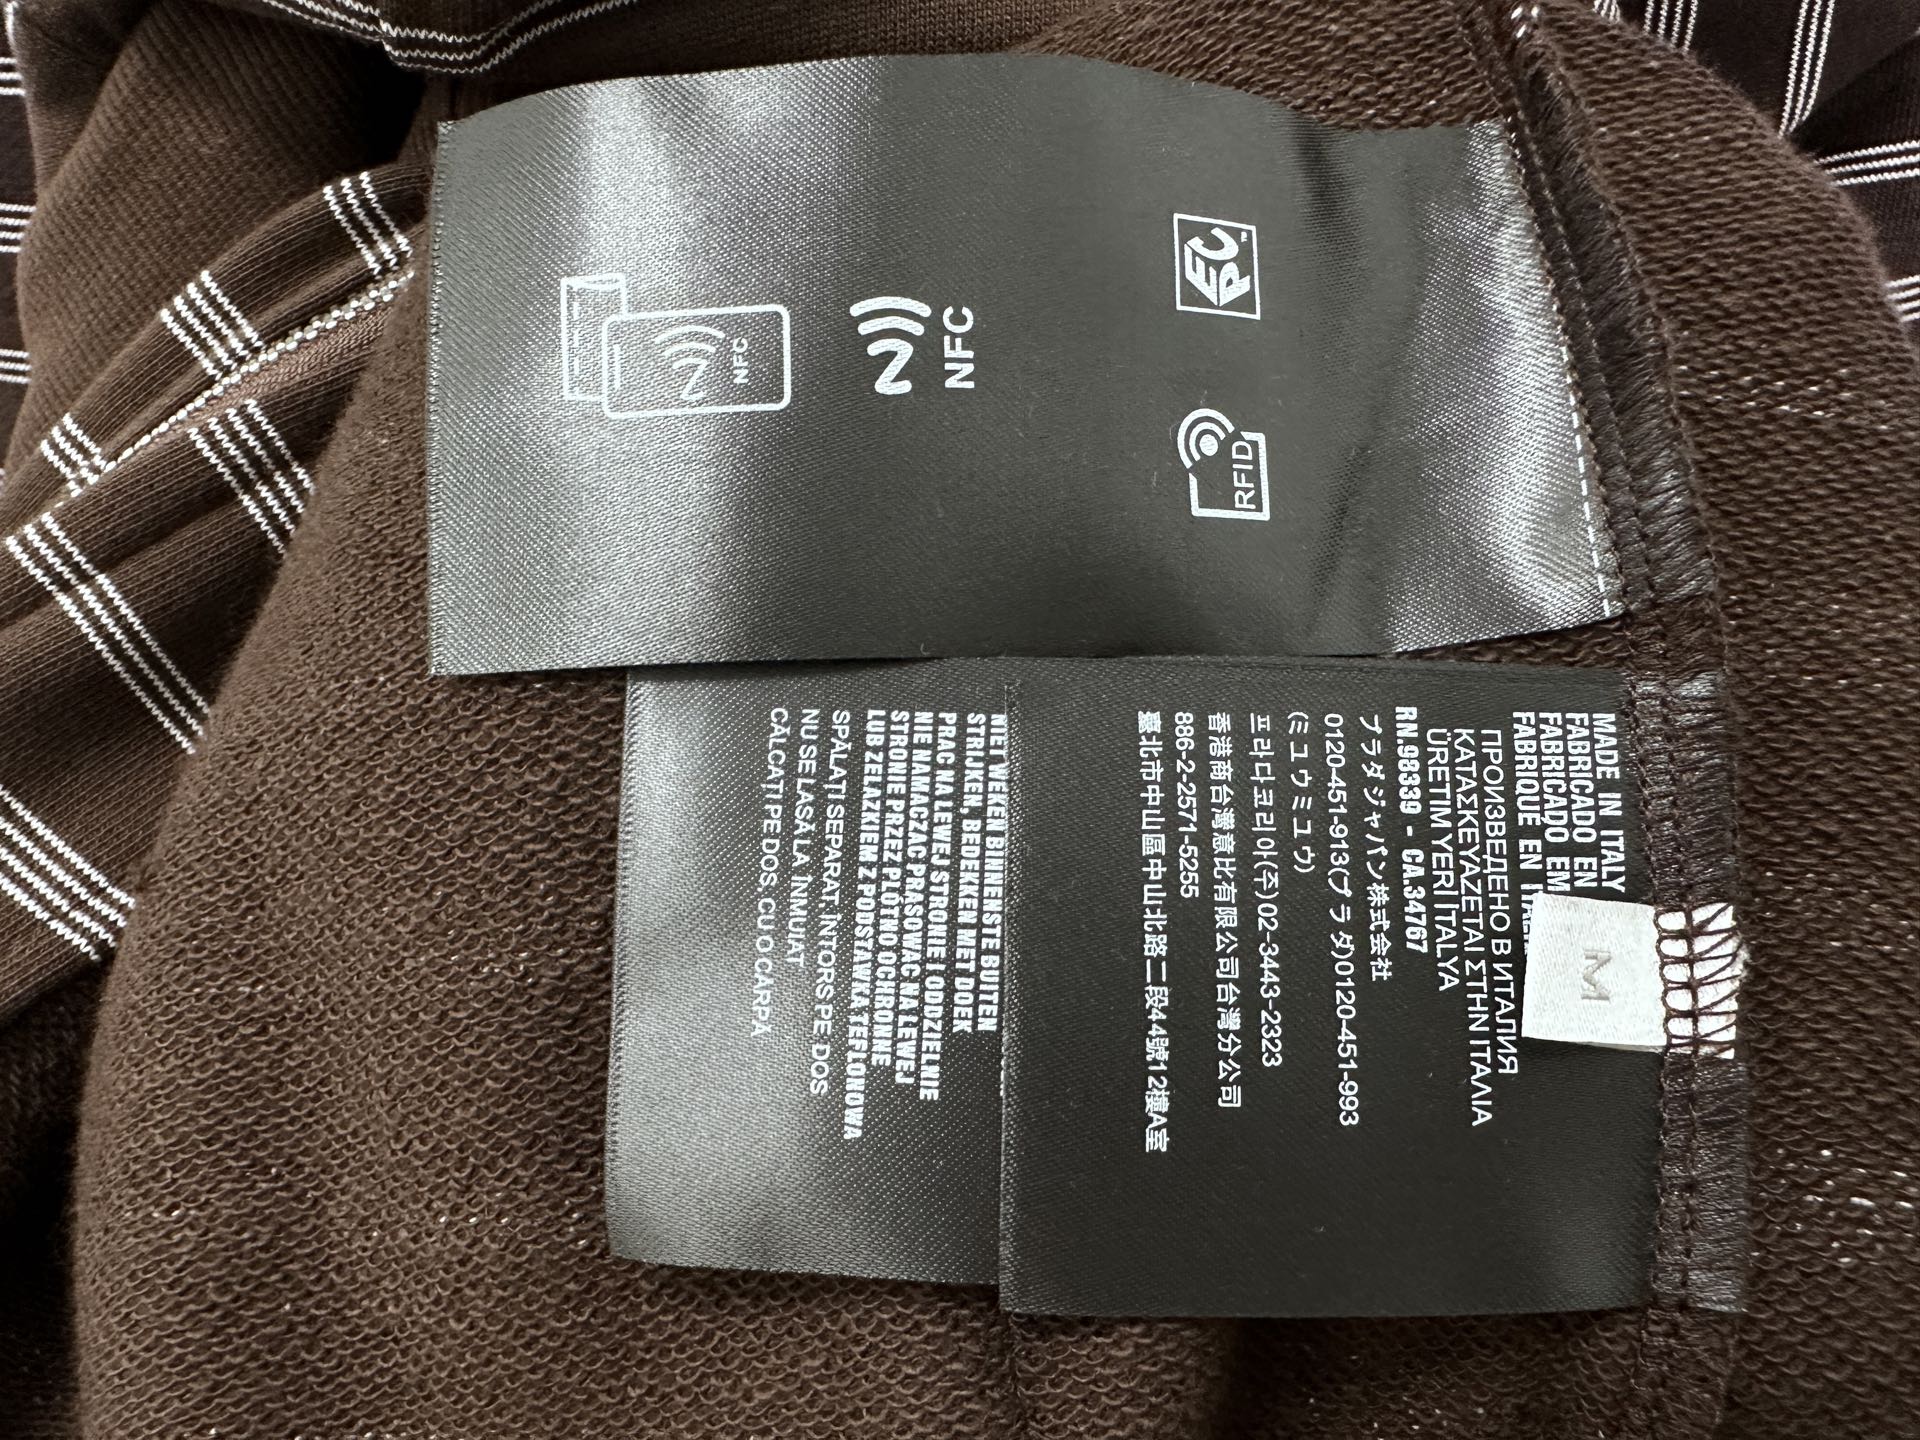 NFC
NFC
EPC™
RFID
MADE IN ITALY
FABRICADO EN
FABRICADO EM
FABRIQUE EN
ПРОИЗВЕДЕНО В ИТАЛИЯ
ΚΑΤΑΣΚΕΥΑΖΕΤΑΙ ΣΤΗΝ ΙΤΑΛΙΑ
ÜRETIM YERİ İTALYA
RN.98339 - CA.34767
プラダジャパン株式会社
0120-451-913(プラダ)0120-451-993
(ミュウミュウ)
프라다코리아(주)02-3443-2323
香港商台灣意比有限公司台灣分公司
886-2-2571-5255
臺北市中山區中山北路二段44號12樓A室
M
NIET WEKEN BINNENSTE BUITEN
STRIJKEN, BEDEKKEN MET DOEK
PRAC NA LEWEJ STRONIE I ODDZIELNIE
NIE NAMACZAC PRASOWAC NA LEWEJ
STRONIE PRZEZ PLOTNO OCHRONNE
LUB ZELAZKIEM Z PODSTAWKA TEFLONOWA
SPĂLAȚI SEPARAT, ÎNTORS PE DOS
NU SE LASĂ LA ÎNMUIAT
CĂLCAȚI PE DOS, CU O CÂRPĂ